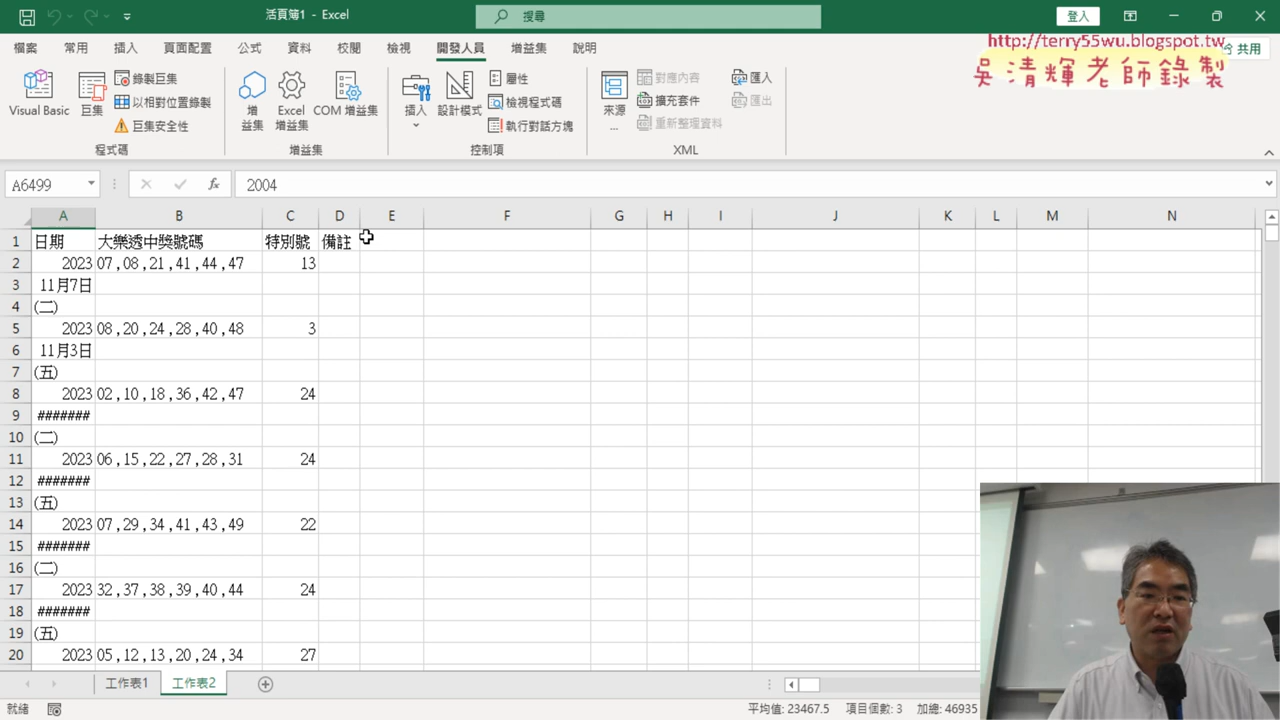 活頁簿1 - Excel
搜尋
登入
檔案 常用 插入 頁面配置 公式 資料 校閱 檢視 開發人員 增益集 說明
http://terry55wu.blogspot.tw
共用
吳清輝老師錄製
Visual Basic
巨集
錄製巨集
以相對位置錄製
巨集安全性
程式碼
增
益集
Excel
增益集
COM 增益集
增益集
插入
設計模式
屬性
檢視程式碼
執行對話方塊
控制項
來源
...
對應內容
擴充套件
重新整理資料
匯入
匯出
XML
A6499
fx
2004
A B C D E F G H I J K L M N
1 日期 大樂透中獎號碼 特別號 備註
2 2023 07,08,21,41,44,47 13
3 11月7日
4 (二)
5 2023 08,20,24,28,40,48 3
6 11月3日
7 (五)
8 2023 02,10,18,36,42,47 24
9 #######
10 (二)
11 2023 06,15,22,27,28,31 24
12 #######
13 (五)
14 2023 07,29,34,41,43,49 22
15 #######
16 (二)
17 2023 32,37,38,39,40,44 24
18 #######
19 (五)
20 2023 05,12,13,20,24,34 27
工作表1 工作表2
就緒
平均值: 23467.5 項目個數: 3 加總: 46935